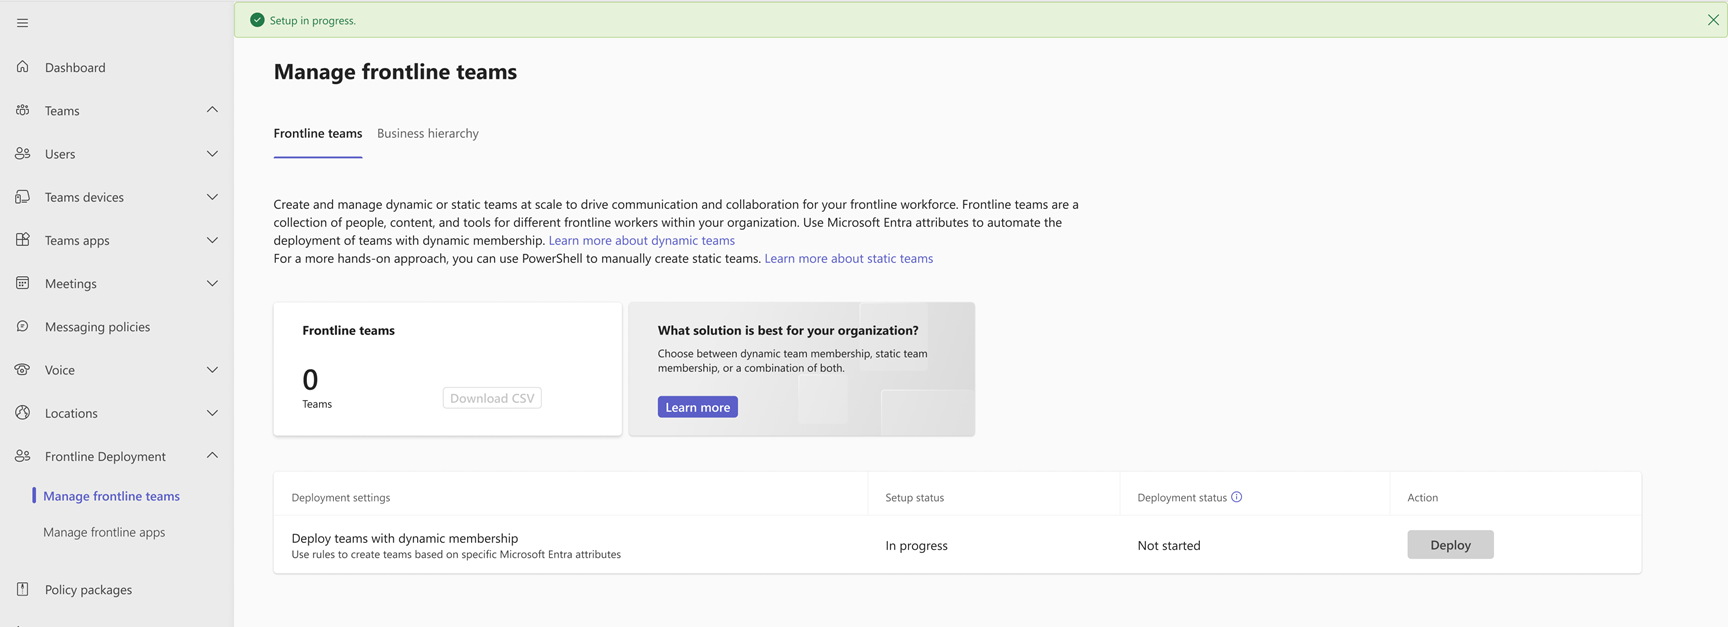 Setup in progress.
Dashboard
Teams
Users
Teams devices
Teams apps
Meetings
Messaging policies
Voice
Locations
Frontline Deployment
Manage frontline teams
Manage frontline apps
Policy packages
Manage frontline teams
Frontline teams
Business hierarchy
Create and manage dynamic or static teams at scale to drive communication and collaboration for your frontline workforce. Frontline teams are a
collection of people, content, and tools for different frontline workers within your organization. Use Microsoft Entra attributes to automate the
deployment of teams with dynamic membership. Learn more about dynamic teams
For a more hands-on approach, you can use PowerShell to manually create static teams. Learn more about static teams
Frontline teams
0
Teams
Download CSV
What solution is best for your organization?
Choose between dynamic team membership, static team
membership, or a combination of both.
Learn more
Deployment settings
Setup status
Deployment status
Action
Deploy teams with dynamic membership
Use rules to create teams based on specific Microsoft Entra attributes
In progress
Not started
Deploy